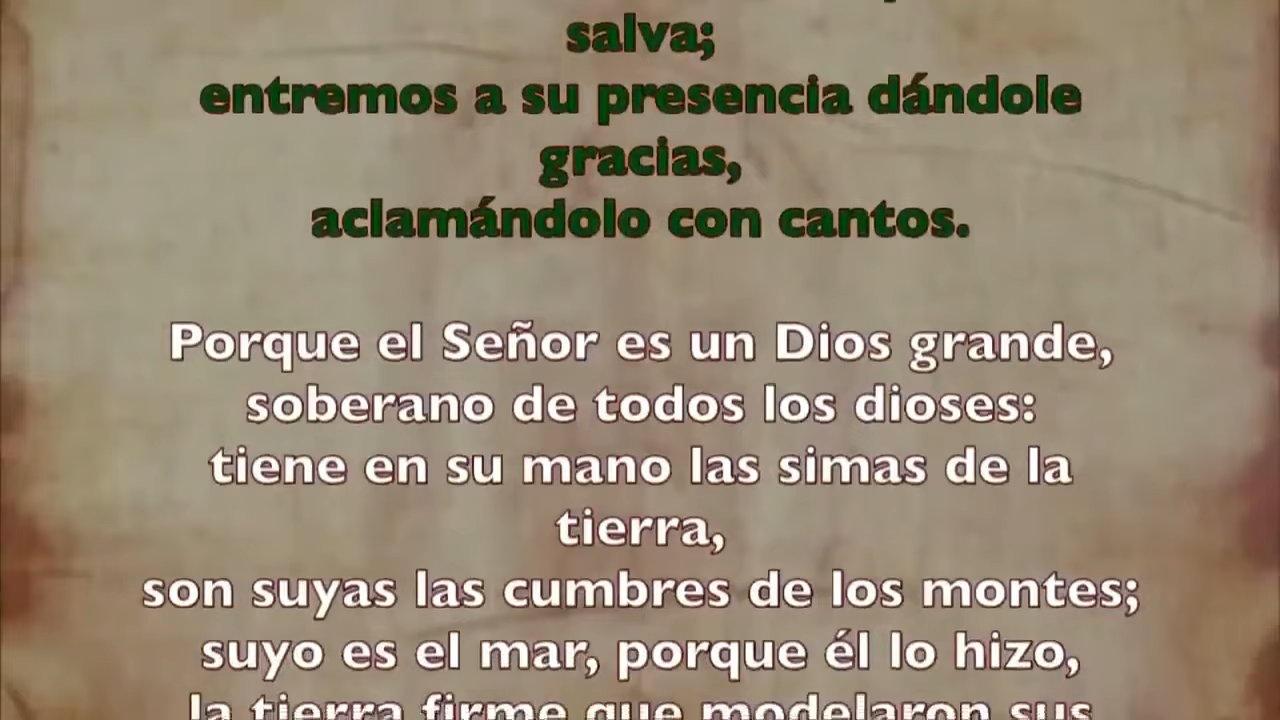 salva;
entremos a su presencia dándole
gracias,
aclamándolo con cantos.
Porque el Señor es un Dios grande,
soberano de todos los dioses:
tiene en su mano las simas de la
tierra,
son suyas las cumbres de los montes;
suyo es el mar, porque él lo hizo,
la tierra firme que modelaron sus